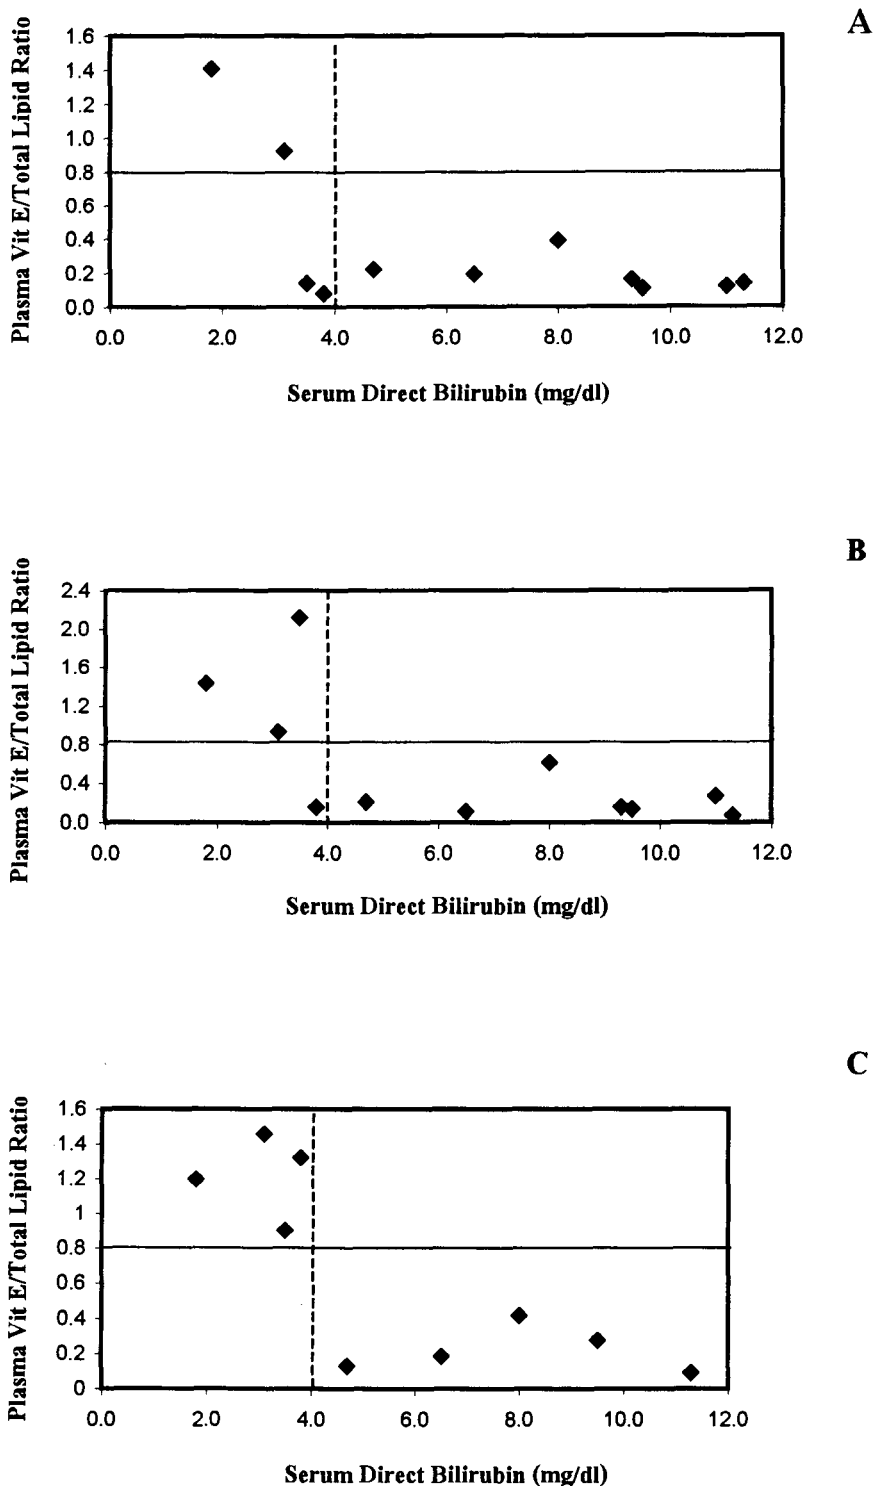 A
Plasma Vit E/Total Lipid Ratio
1.6
1.4
1.2
1.0
0.8
0.6
0.4
0.2
0.0
0.0 2.0 4.0 6.0 8.0 10.0 12.0
Serum Direct Bilirubin (mg/dl)
B
Plasma Vit E/Total Lipid Ratio
2.4
2.0
1.6
1.2
0.8
0.4
0.0
0.0 2.0 4.0 6.0 8.0 10.0 12.0
Serum Direct Bilirubin (mg/dl)
C
Plasma Vit E/Total Lipid Ratio
1.6
1.4
1.2
1
0.8
0.6
0.4
0.2
0
0.0 2.0 4.0 6.0 8.0 10.0 12.0
Serum Direct Bilirubin (mg/dl)